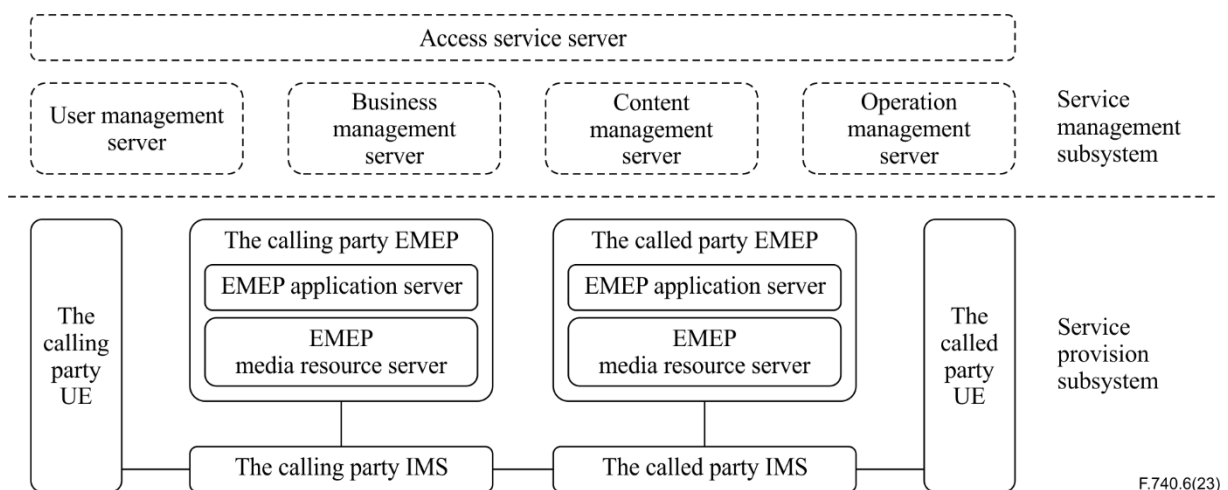 Access service server
User management
server
Business
management
server
Content
management
server
Operation
management
server
Service
management
subsystem
The
calling
party
UE
The calling party EMEP
EMEP application server
EMEP
media resource server
The calling party IMS
The called party EMEP
EMEP application server
EMEP
media resource server
The called party IMS
The
called
party
UE
Service
provision
subsystem
F.740.6(23)